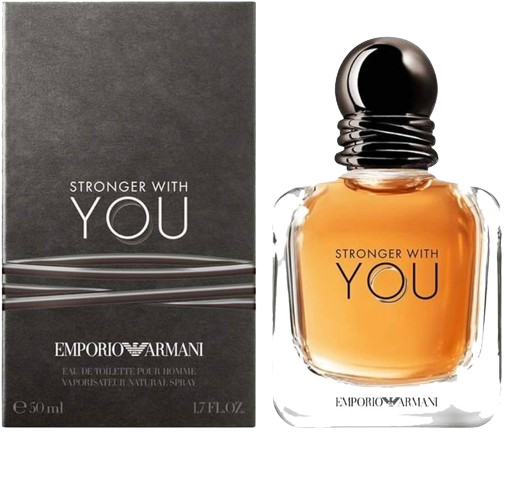 STRONGER WITH
YOU
EMPORIO ARMANI
EAU DE TOILETTE POUR HOMME
VAPORISATEUR NATURAL SPRAY
℮ 50 ml 1.7 FL.OZ.
STRONGER WITH
YOU
EMPORIO ARMANI